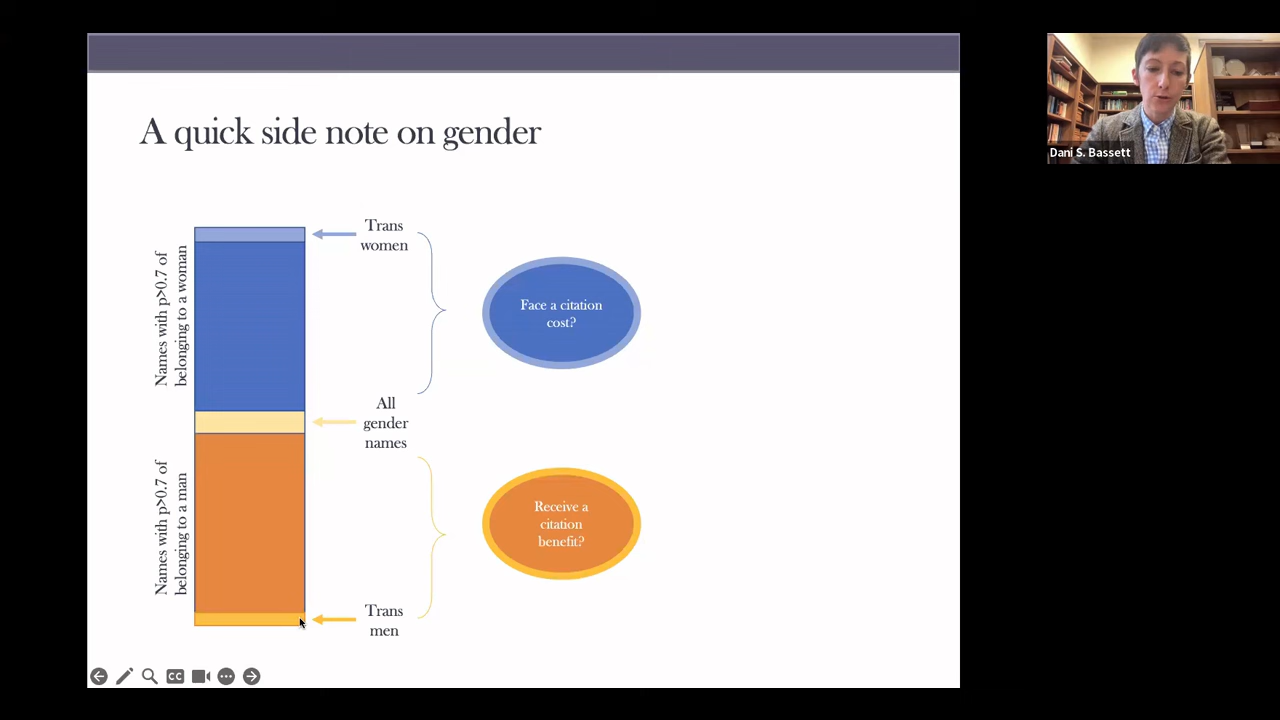 A quick side note on gender
Names with p>0.7 of
belonging to a woman
Names with p>0.7 of
belonging to a man
Trans
women
All
gender
names
Trans
men
Face a citation
cost?
Receive a
citation
benefit?
Dani S. Bassett
CC